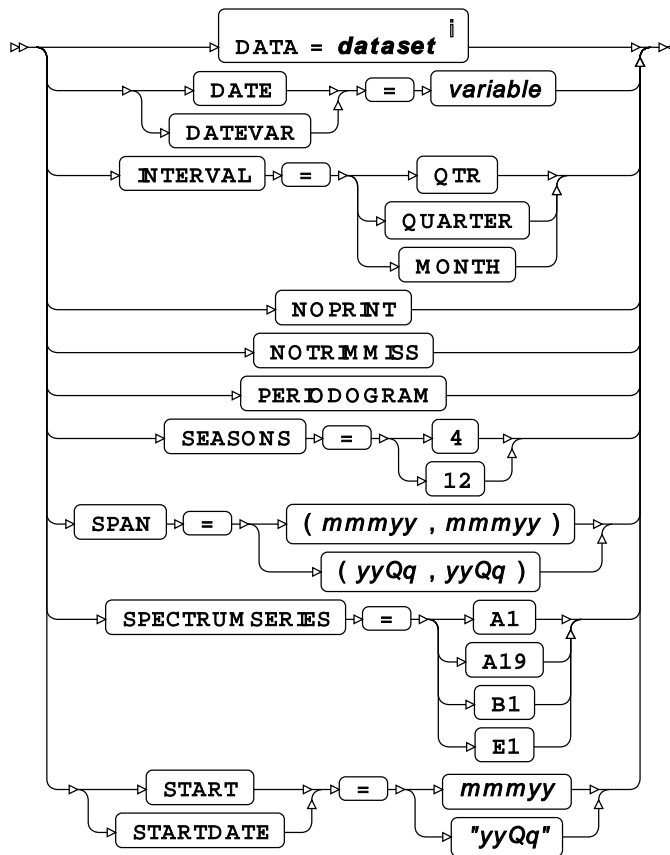 DATA = dataset i
DATE = variable
DATEVAR
INTERVAL = QTR
QUARTER
MONTH
NOPRINT
NOTRIMMISS
PERIODOGRAM
SEASONS = 4
12
SPAN = ( mmmyy , mmmyy )
( yyQq , yyQq )
SPECTRUMSERIES = A1
A19
B1
E1
START = mmmyy
STARTDATE "yyQq"